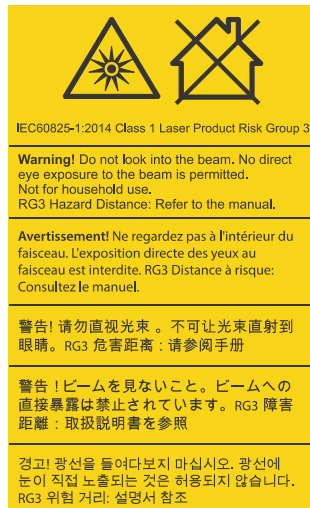 IEC60825-1:2014 Class 1 Laser Product Risk Group 3
Warning! Do not look into the beam. No direct
eye exposure to the beam is permitted.
Not for household use.
RG3 Hazard Distance: Refer to the manual.
Avertissement! Ne regardez pas à l'intérieur du
faisceau. L'exposition directe des yeux au
faisceau est interdite. RG3 Distance à risque:
Consultez le manuel.
警告! 请勿直视光束 。不可让光束直射到
眼睛。RG3 危害距离 : 请参阅手册
警告 ! ビームを見ないこと。ビームへの
直接暴露は禁止されています。RG3 障害
距離 : 取扱説明書を参照
경고! 광선을 들여다보지 마십시오. 광선에
눈이 직접 노출되는 것은 허용되지 않습니다.
RG3 위험 거리: 설명서 참조